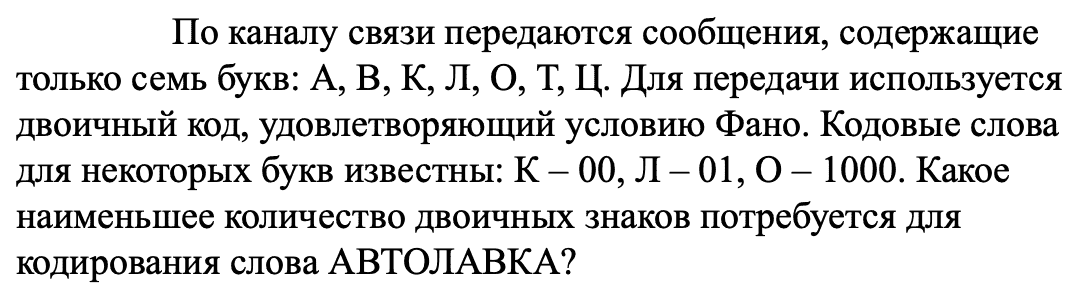 По каналу связи передаются сообщения, содержащие
только семь букв: А, В, К, Л, О, Т, Ц. Для передачи используется
двоичный код, удовлетворяющий условию Фано. Кодовые слова
для некоторых букв известны: К – 00, Л – 01, О – 1000. Какое
наименьшее количество двоичных знаков потребуется для
кодирования слова АВТОЛАВКА?